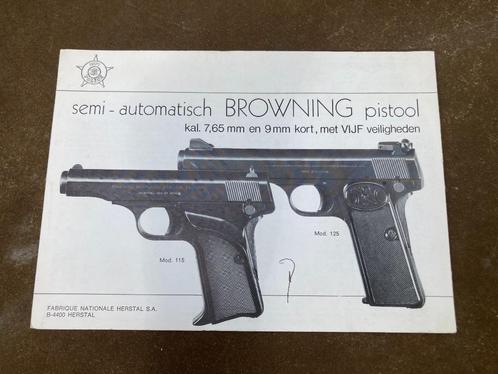 semi - automatisch BROWNING pistool
kal. 7,65 mm en 9 mm kort, met VIJF veiligheden
Mod. 115
Mod. 125
FABRIQUE NATIONALE HERSTAL S.A.
B-4400 HERSTAL